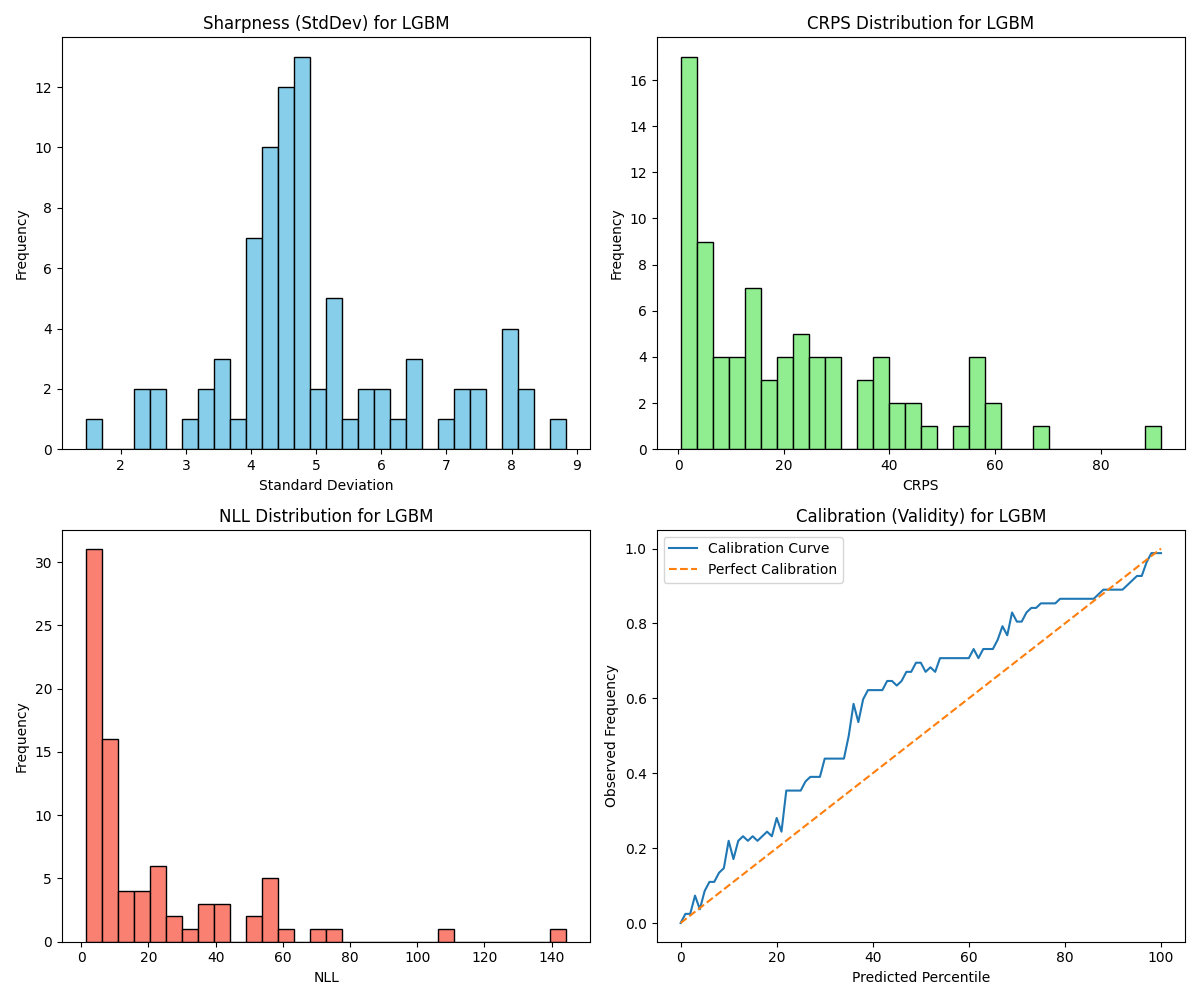 Sharpness (StdDev) for LGBM
Frequency
12
10
8
6
4
2
0
2 3 4 5 6 7 8 9
Standard Deviation
CRPS Distribution for LGBM
Frequency
16
14
12
10
8
6
4
2
0
0 20 40 60 80
CRPS
NLL Distribution for LGBM
Frequency
30
25
20
15
10
5
0
0 20 40 60 80 100 120 140
NLL
Calibration (Validity) for LGBM
Calibration Curve
Perfect Calibration
Observed Frequency
1.0
0.8
0.6
0.4
0.2
0.0
0 20 40 60 80 100
Predicted Percentile